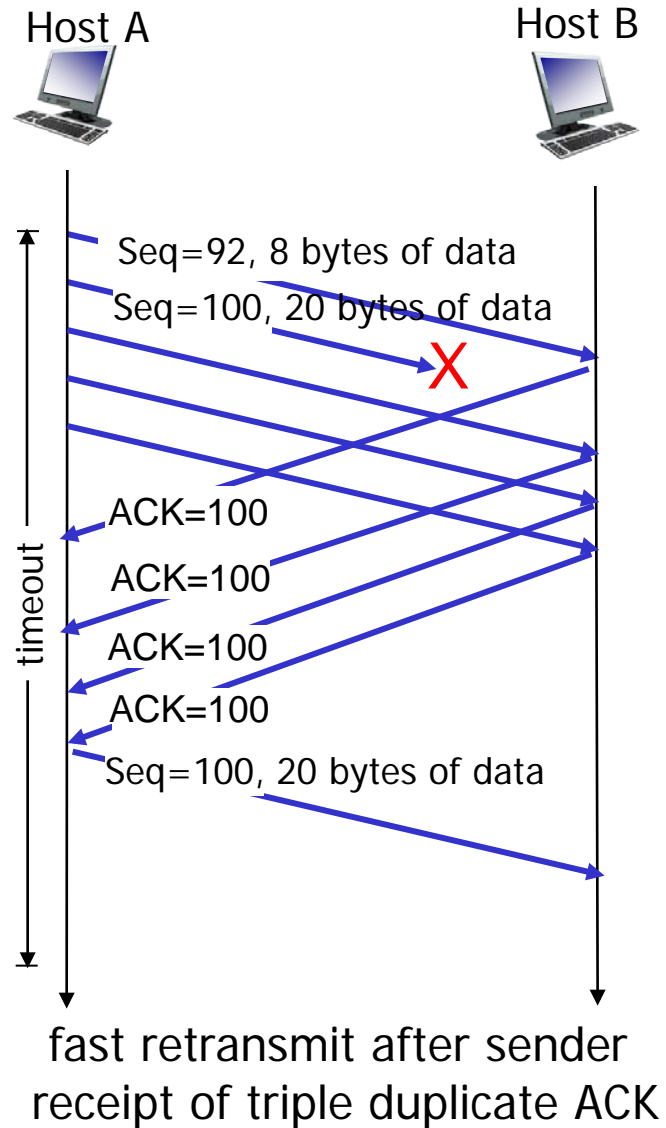 Host A
Host B
Seq=92, 8 bytes of data
Seq=100, 20 bytes of data
X
timeout
ACK=100
ACK=100
ACK=100
ACK=100
Seq=100, 20 bytes of data
fast retransmit after sender
receipt of triple duplicate ACK